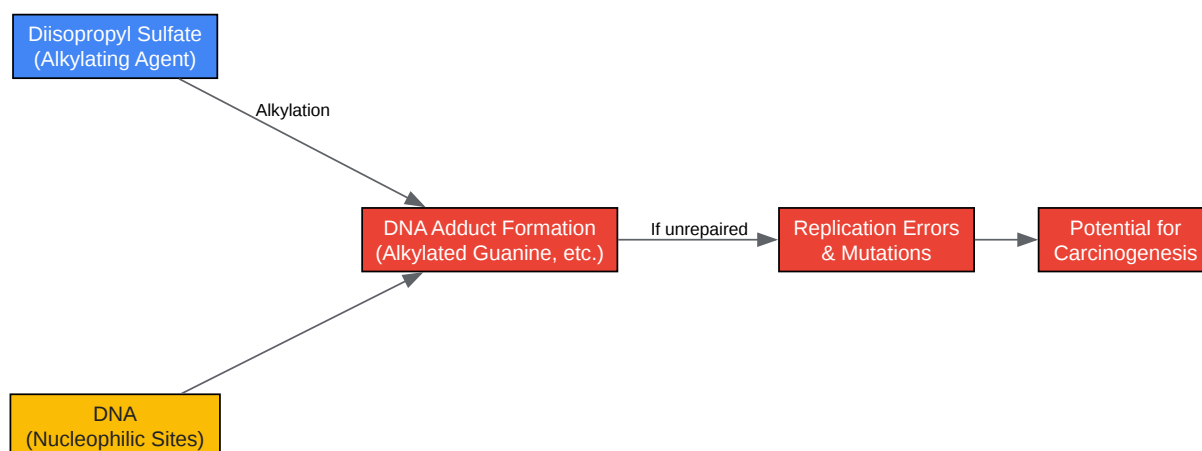 Diisopropyl Sulfate
(Alkylating Agent)
Alkylation
DNA Adduct Formation
(Alkylated Guanine, etc.)
If unrepaired
Replication Errors
& Mutations
Potential for
Carcinogenesis
DNA
(Nucleophilic Sites)